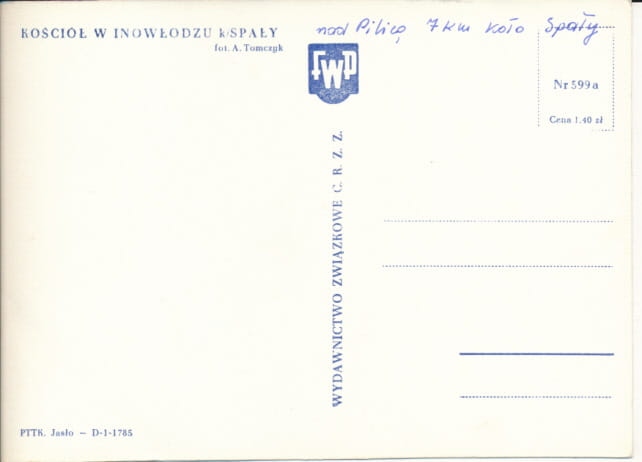 KOŚCIÓŁ W INOWŁODZU k/SPAŁY
fot. A. Tomczyk
nad Pilicą 7 km koło Spały
FWP
Nr 599a
Cena 1.40 zł
WYDAWNICTWO ZWIĄZKOWE C. R. Z. Z.
PTTK. Jasło — D-1-1785